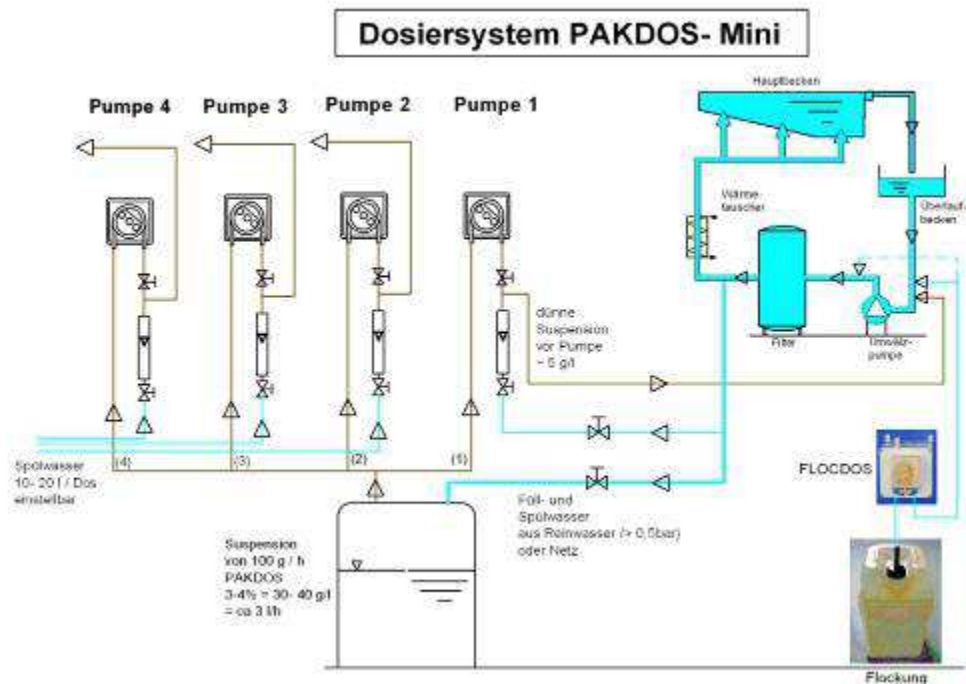 Dosiersystem PAKDOS- Mini
Pumpe 4
Pumpe 3
Pumpe 2
Pumpe 1
Hauptbecken
Wärme-
tauscher
Überlauf-
becken
dünne
Suspension
vor Pumpe
~ 5 g/l
Filter
Umwälz-
pumpe
(4)
(3)
(2)
(1)
Spülwasser
10- 20 l / Dos
einstellbar
FLOCDOS
Füll- und
Spülwasser
aus Reinwasser (> 0,5bar)
oder Netz
Suspension
von 100 g / h
PAKDOS
3-4% = 30- 40 g/l
= ca 3 l/h
Flockung